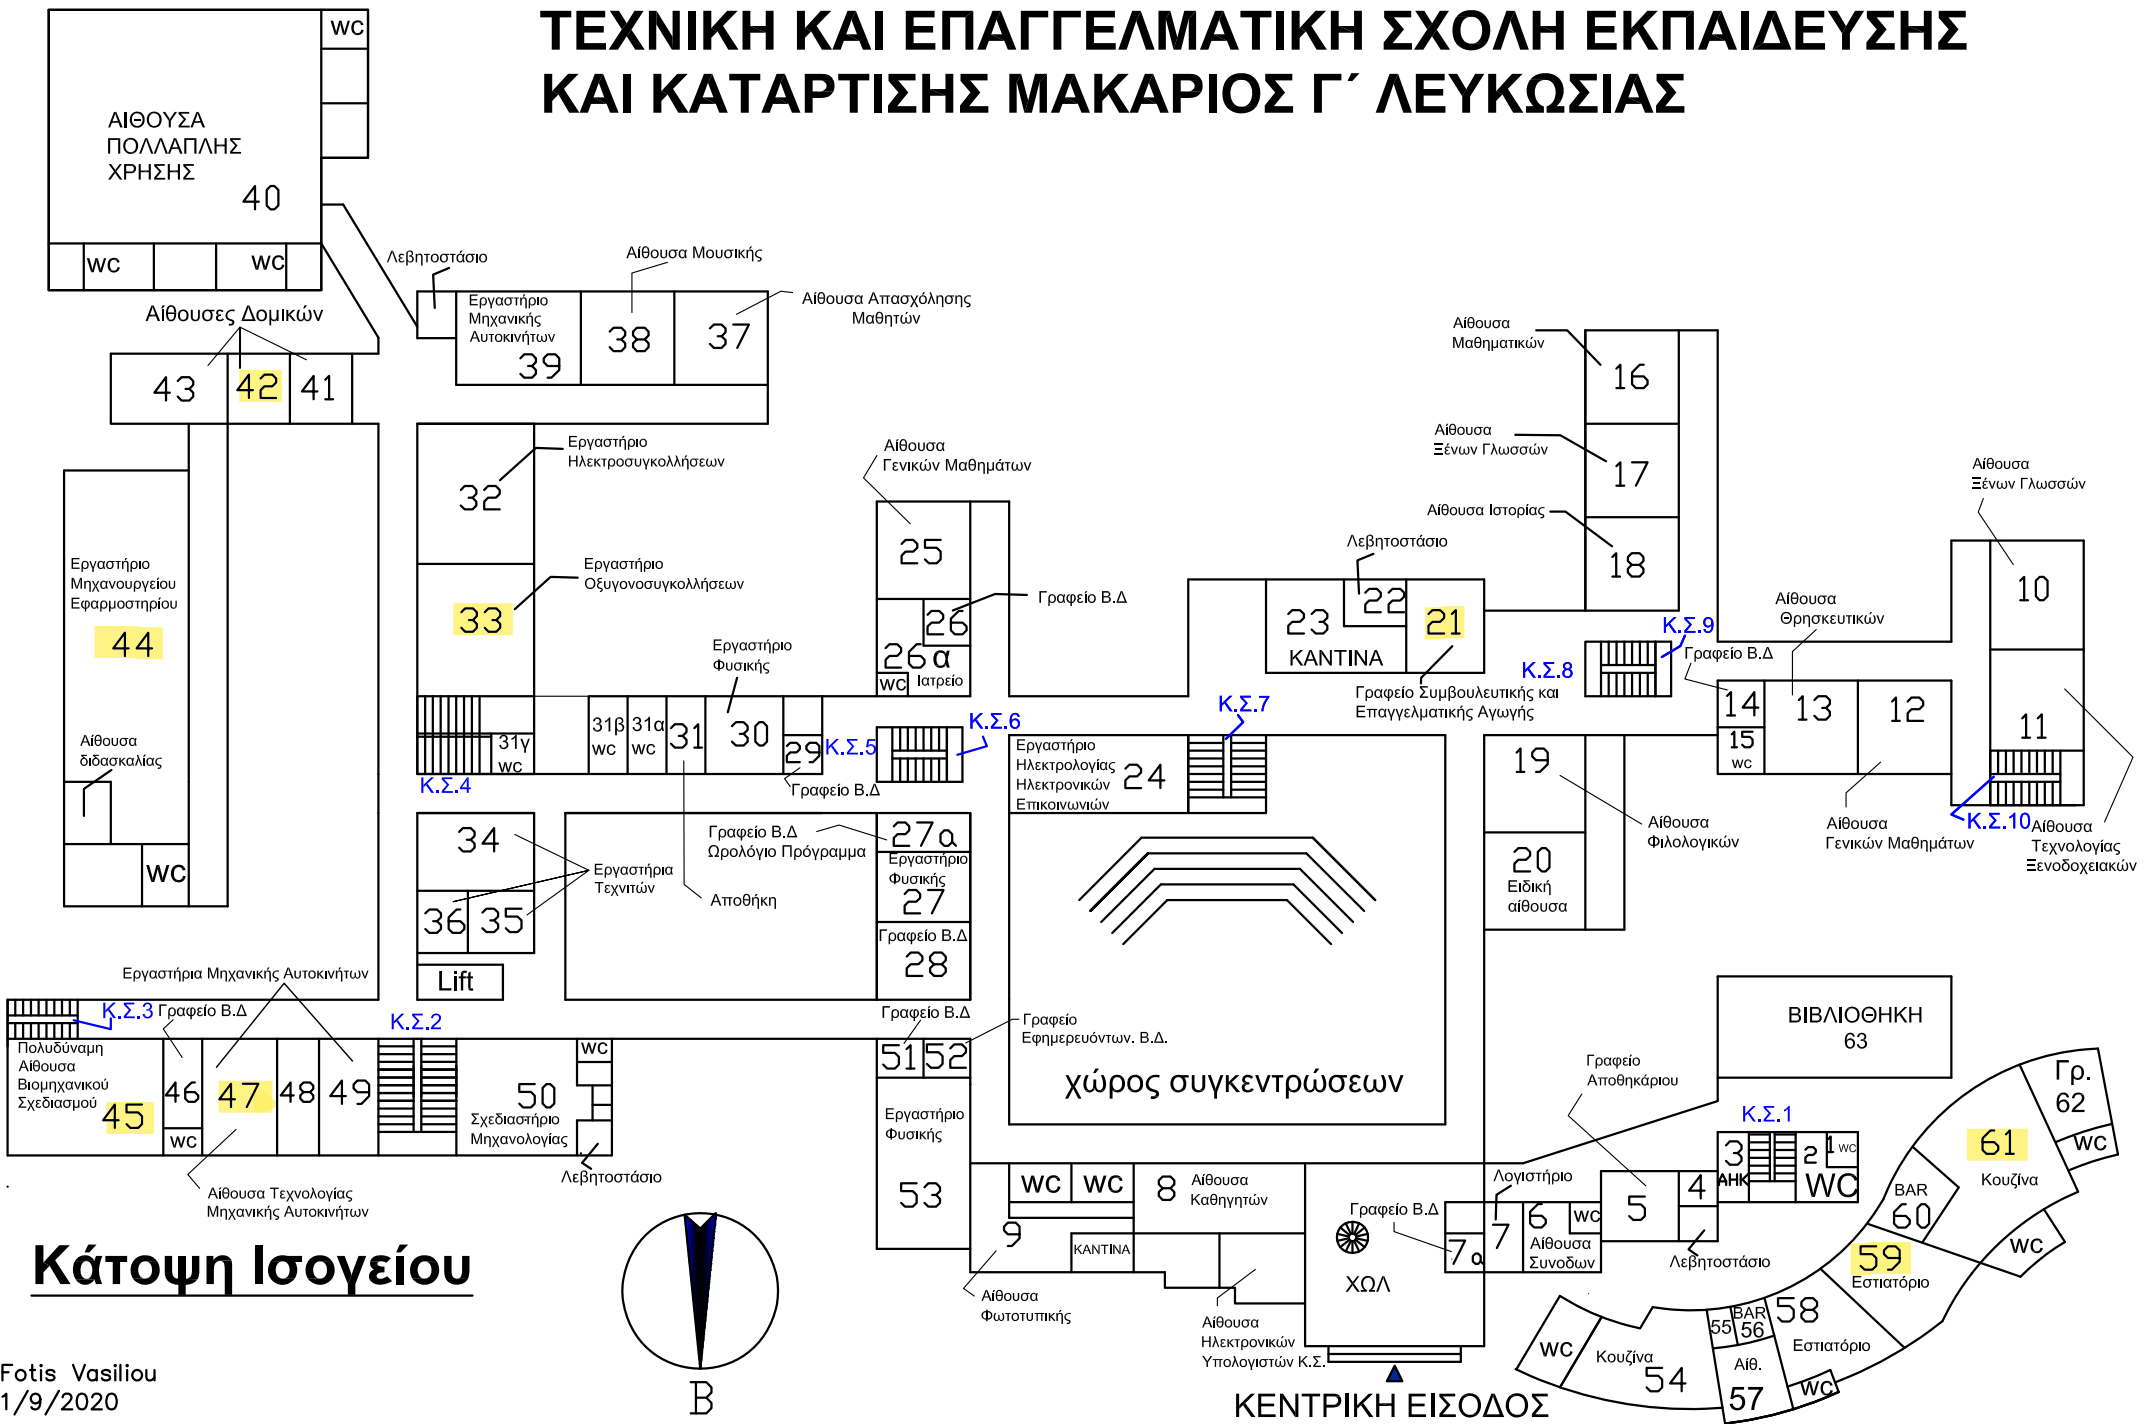 ΤΕΧΝΙΚΗ ΚΑΙ ΕΠΑΓΓΕΛΜΑΤΙΚΗ ΣΧΟΛΗ ΕΚΠΑΙΔΕΥΣΗΣ
ΚΑΙ ΚΑΤΑΡΤΙΣΗΣ ΜΑΚΑΡΙΟΣ Γ΄ ΛΕΥΚΩΣΙΑΣ
WC
ΑΙΘΟΥΣΑ
ΠΟΛΛΑΠΛΗΣ
ΧΡΗΣΗΣ
40
WC
WC
Αίθουσες Δομικών
43
42
41
Λεβητοστάσιο
Εργαστήριο
Μηχανικής
Αυτοκινήτων
39
Αίθουσα Μουσικής
38
37
Αίθουσα Απασχόλησης
Μαθητών
Εργαστήριο
Μηχανουργείου
Εφαρμοστηρίου
44
Αίθουσα
διδασκαλίας
WC
32
Εργαστήριο
Ηλεκτροσυγκολλήσεων
33
Εργαστήριο
Οξυγονοσυγκολλήσεων
Εργαστήριο
Φυσικής
31γ
wc
31β
wc
31α
wc
31
30
29
Κ.Σ.4
Κ.Σ.5
Γραφείο Β.Δ
Αίθουσα
Γενικών Μαθημάτων
25
26
Γραφείο Β.Δ
26 α
wc
Ιατρείο
Κ.Σ.6
34
36
35
Lift
Εργαστήρια
Τεχνιτών
Αποθήκη
Γραφείο Β.Δ
Ωρολόγιο Πρόγραμμα
27α
Εργαστήριο
Φυσικής
27
Γραφείο Β.Δ
28
Εργαστήριο
Ηλεκτρολογίας
Ηλεκτρονικών
Επικοινωνιών
24
Κ.Σ.7
23
ΚΑΝΤΙΝΑ
22
Λεβητοστάσιο
21
Γραφείο Συμβουλευτικής και
Επαγγελματικής Αγωγής
Αίθουσα
Μαθηματικών
16
Αίθουσα
Ξένων Γλωσσών
17
Αίθουσα Ιστορίας
18
Κ.Σ.8
Κ.Σ.9
Γραφείο Β.Δ
Αίθουσα
Θρησκευτικών
14
15
wc
13
12
Αίθουσα
Γενικών Μαθημάτων
Αίθουσα
Ξένων Γλωσσών
10
11
Κ.Σ.10
Αίθουσα
Τεχνολογίας
Ξενοδοχειακών
19
Αίθουσα
Φιλολογικών
20
Ειδική
αίθουσα
χώρος συγκεντρώσεων
ΒΙΒΛΙΟΘΗΚΗ
63
Εργαστήρια Μηχανικής Αυτοκινήτων
Κ.Σ.3
Γραφείο Β.Δ
Κ.Σ.2
Πολυδύναμη
Αίθουσα
Βιομηχανικού
Σχεδιασμού
45
46
wc
47
48
49
50
Σχεδιαστήριο
Μηχανολογίας
wc
Λεβητοστάσιο
Αίθουσα Τεχνολογίας
Μηχανικής Αυτοκινήτων
Γραφείο Β.Δ
51
52
Γραφείο
Εφημερευόντων. Β.Δ.
Εργαστήριο
Φυσικής
53
9
Αίθουσα
Φωτοτυπικής
WC
WC
ΚΑΝΤΙΝΑ
8
Αίθουσα
Καθηγητών
Αίθουσα
Ηλεκτρονικών
Υπολογιστών Κ.Σ.
ΧΩΛ
Γραφείο Β.Δ
7α
7
Λογιστήριο
6
wc
Αίθουσα
Συνοδων
Γραφείο
Αποθηκάριου
5
4
Λεβητοστάσιο
Κ.Σ.1
3
ΑΗΚ
2
1 WC
WC
Γρ.
62
WC
61
Κουζίνα
BAR
60
WC
59
Εστιατόριο
58
Εστιατόριο
BAR
56
55
Αίθ.
57
WC
Κουζίνα
54
WC
ΚΕΝΤΡΙΚΗ ΕΙΣΟΔΟΣ
Κάτοψη Ισογείου
Β
Fotis Vasiliou
1/9/2020